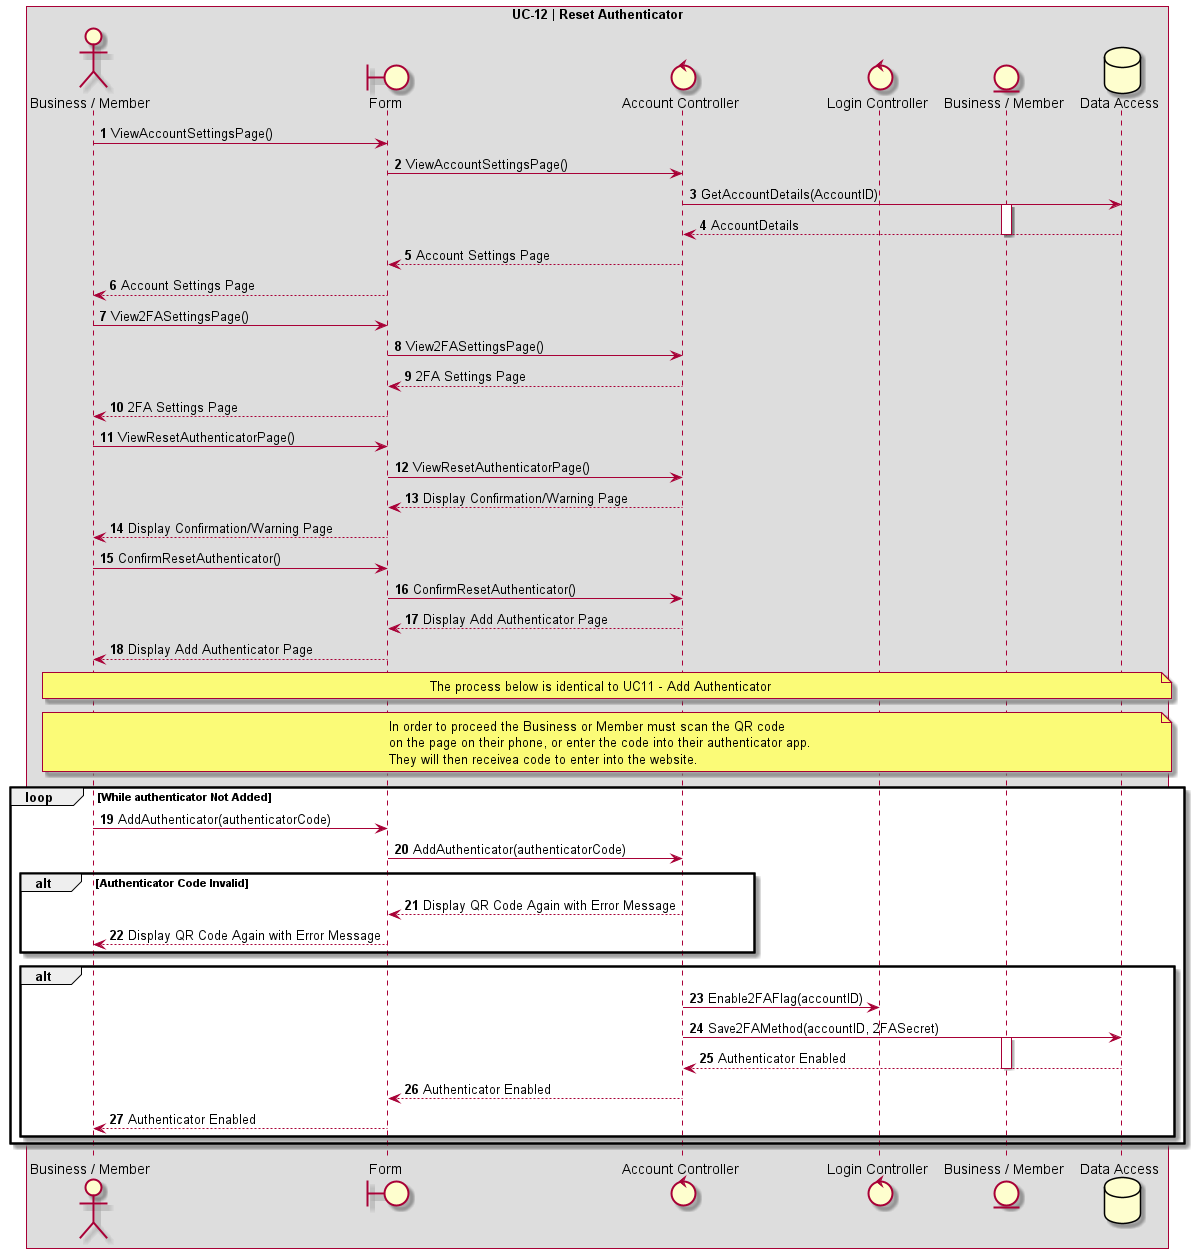 UC-12 | Reset Authenticator
Business / Member
Form
Account Controller
Login Controller
Business / Member
Data Access
1 ViewAccountSettingsPage()
2 ViewAccountSettingsPage()
3 GetAccountDetails(AccountID)
4 AccountDetails
5 Account Settings Page
6 Account Settings Page
7 View2FASettingsPage()
8 View2FASettingsPage()
9 2FA Settings Page
10 2FA Settings Page
11 ViewResetAuthenticatorPage()
12 ViewResetAuthenticatorPage()
13 Display Confirmation/Warning Page
14 Display Confirmation/Warning Page
15 ConfirmResetAuthenticator()
16 ConfirmResetAuthenticator()
17 Display Add Authenticator Page
18 Display Add Authenticator Page
The process below is identical to UC11 - Add Authenticator
In order to proceed the Business or Member must scan the QR code
on the page on their phone, or enter the code into their authenticator app.
They will then receivea code to enter into the website.
loop [While authenticator Not Added]
19 AddAuthenticator(authenticatorCode)
20 AddAuthenticator(authenticatorCode)
alt [Authenticator Code Invalid]
21 Display QR Code Again with Error Message
22 Display QR Code Again with Error Message
alt
23 Enable2FAFlag(accountID)
24 Save2FAMethod(accountID, 2FASecret)
25 Authenticator Enabled
26 Authenticator Enabled
27 Authenticator Enabled
Business / Member
Form
Account Controller
Login Controller
Business / Member
Data Access